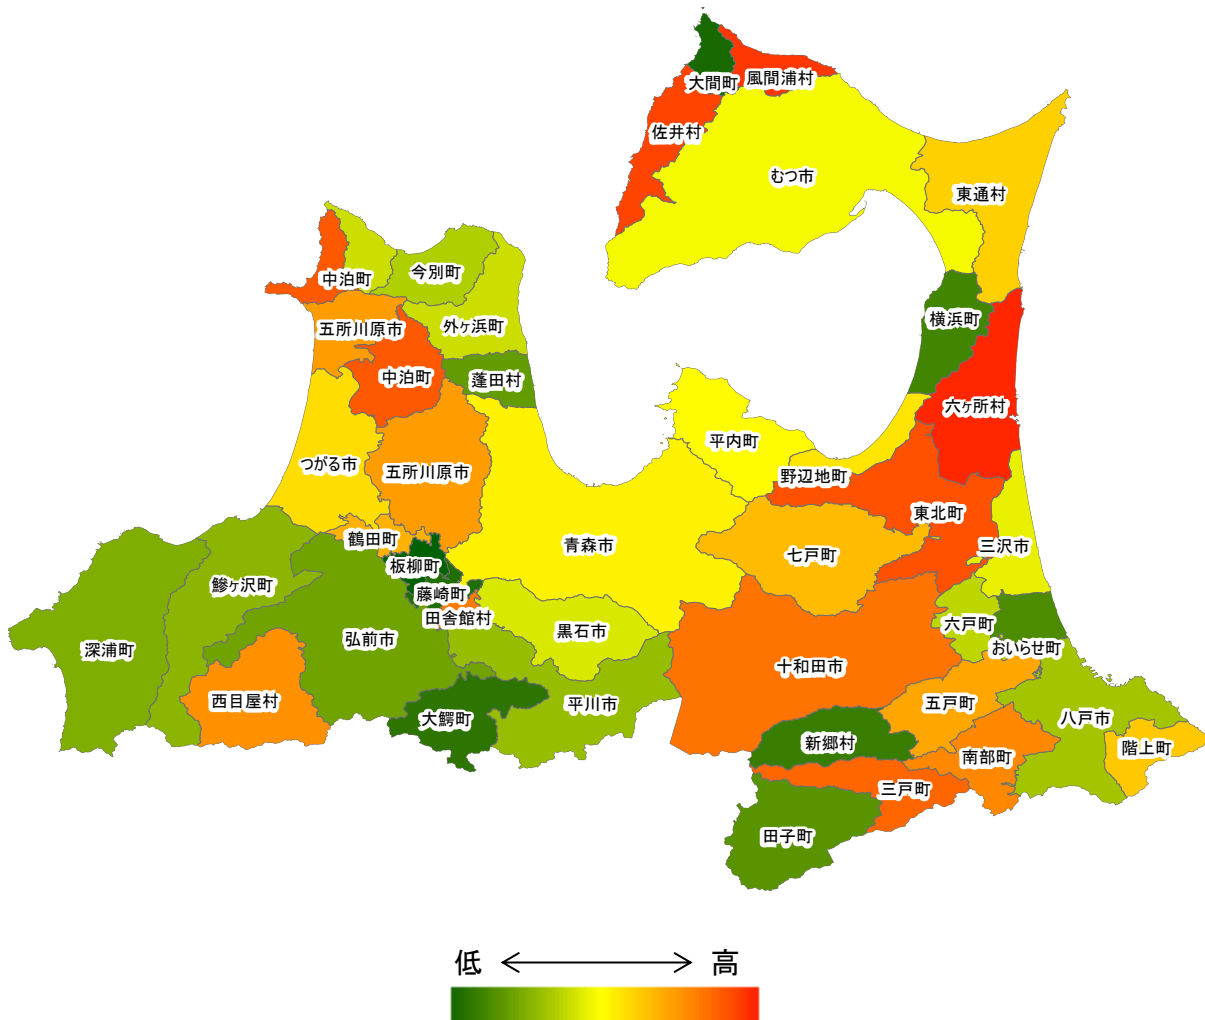 大間町
風間浦村
佐井村
むつ市
東通村
中泊町
今別町
五所川原市
外ヶ浜町
横浜町
中泊町
蓬田村
六ヶ所村
平内町
つがる市
五所川原市
野辺地町
東北町
鶴田町
青森市
七戸町
三沢市
板柳町
鰺ヶ沢町
藤崎町
田舎館村
黒石市
六戸町
弘前市
深浦町
おいらせ町
十和田市
西目屋村
平川市
五戸町
大鰐町
八戸市
新郷村
階上町
南部町
三戸町
田子町
低
高